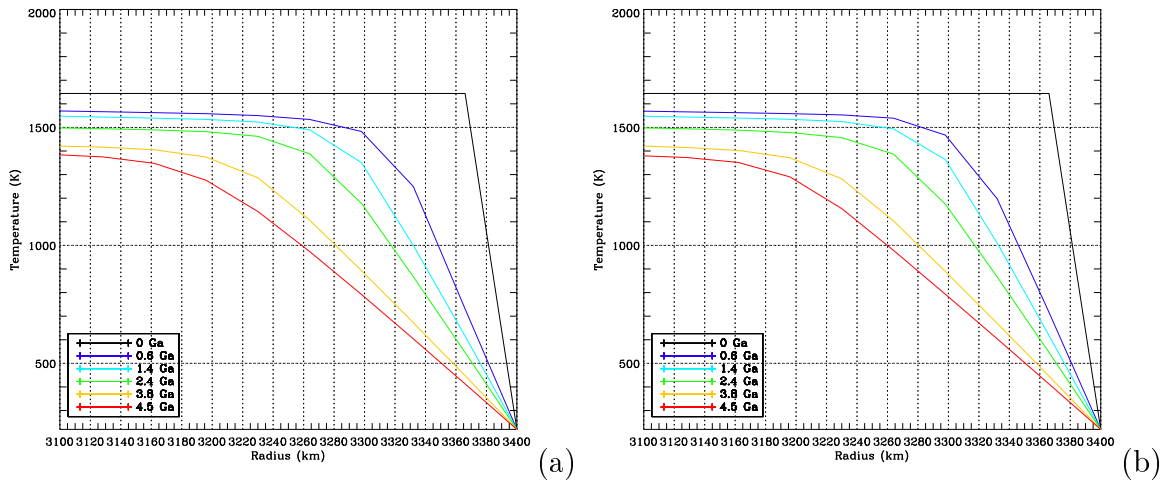 2000
1500
1000
500
Temperature (K)
0 Ga
0.6 Ga
1.4 Ga
2.4 Ga
3.8 Ga
4.5 Ga
3100 3120 3140 3160 3180 3200 3220 3240 3260 3280 3300 3320 3340 3360 3380 3400
Radius (km)
(a)
2000
1500
1000
500
Temperature (K)
0 Ga
0.6 Ga
1.4 Ga
2.4 Ga
3.8 Ga
4.5 Ga
3100 3120 3140 3160 3180 3200 3220 3240 3260 3280 3300 3320 3340 3360 3380 3400
Radius (km)
(b)